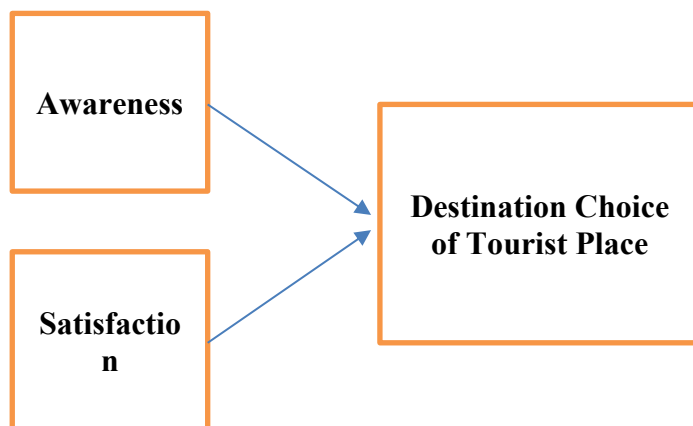 Awareness
Destination Choice
of Tourist Place
Satisfactio
n